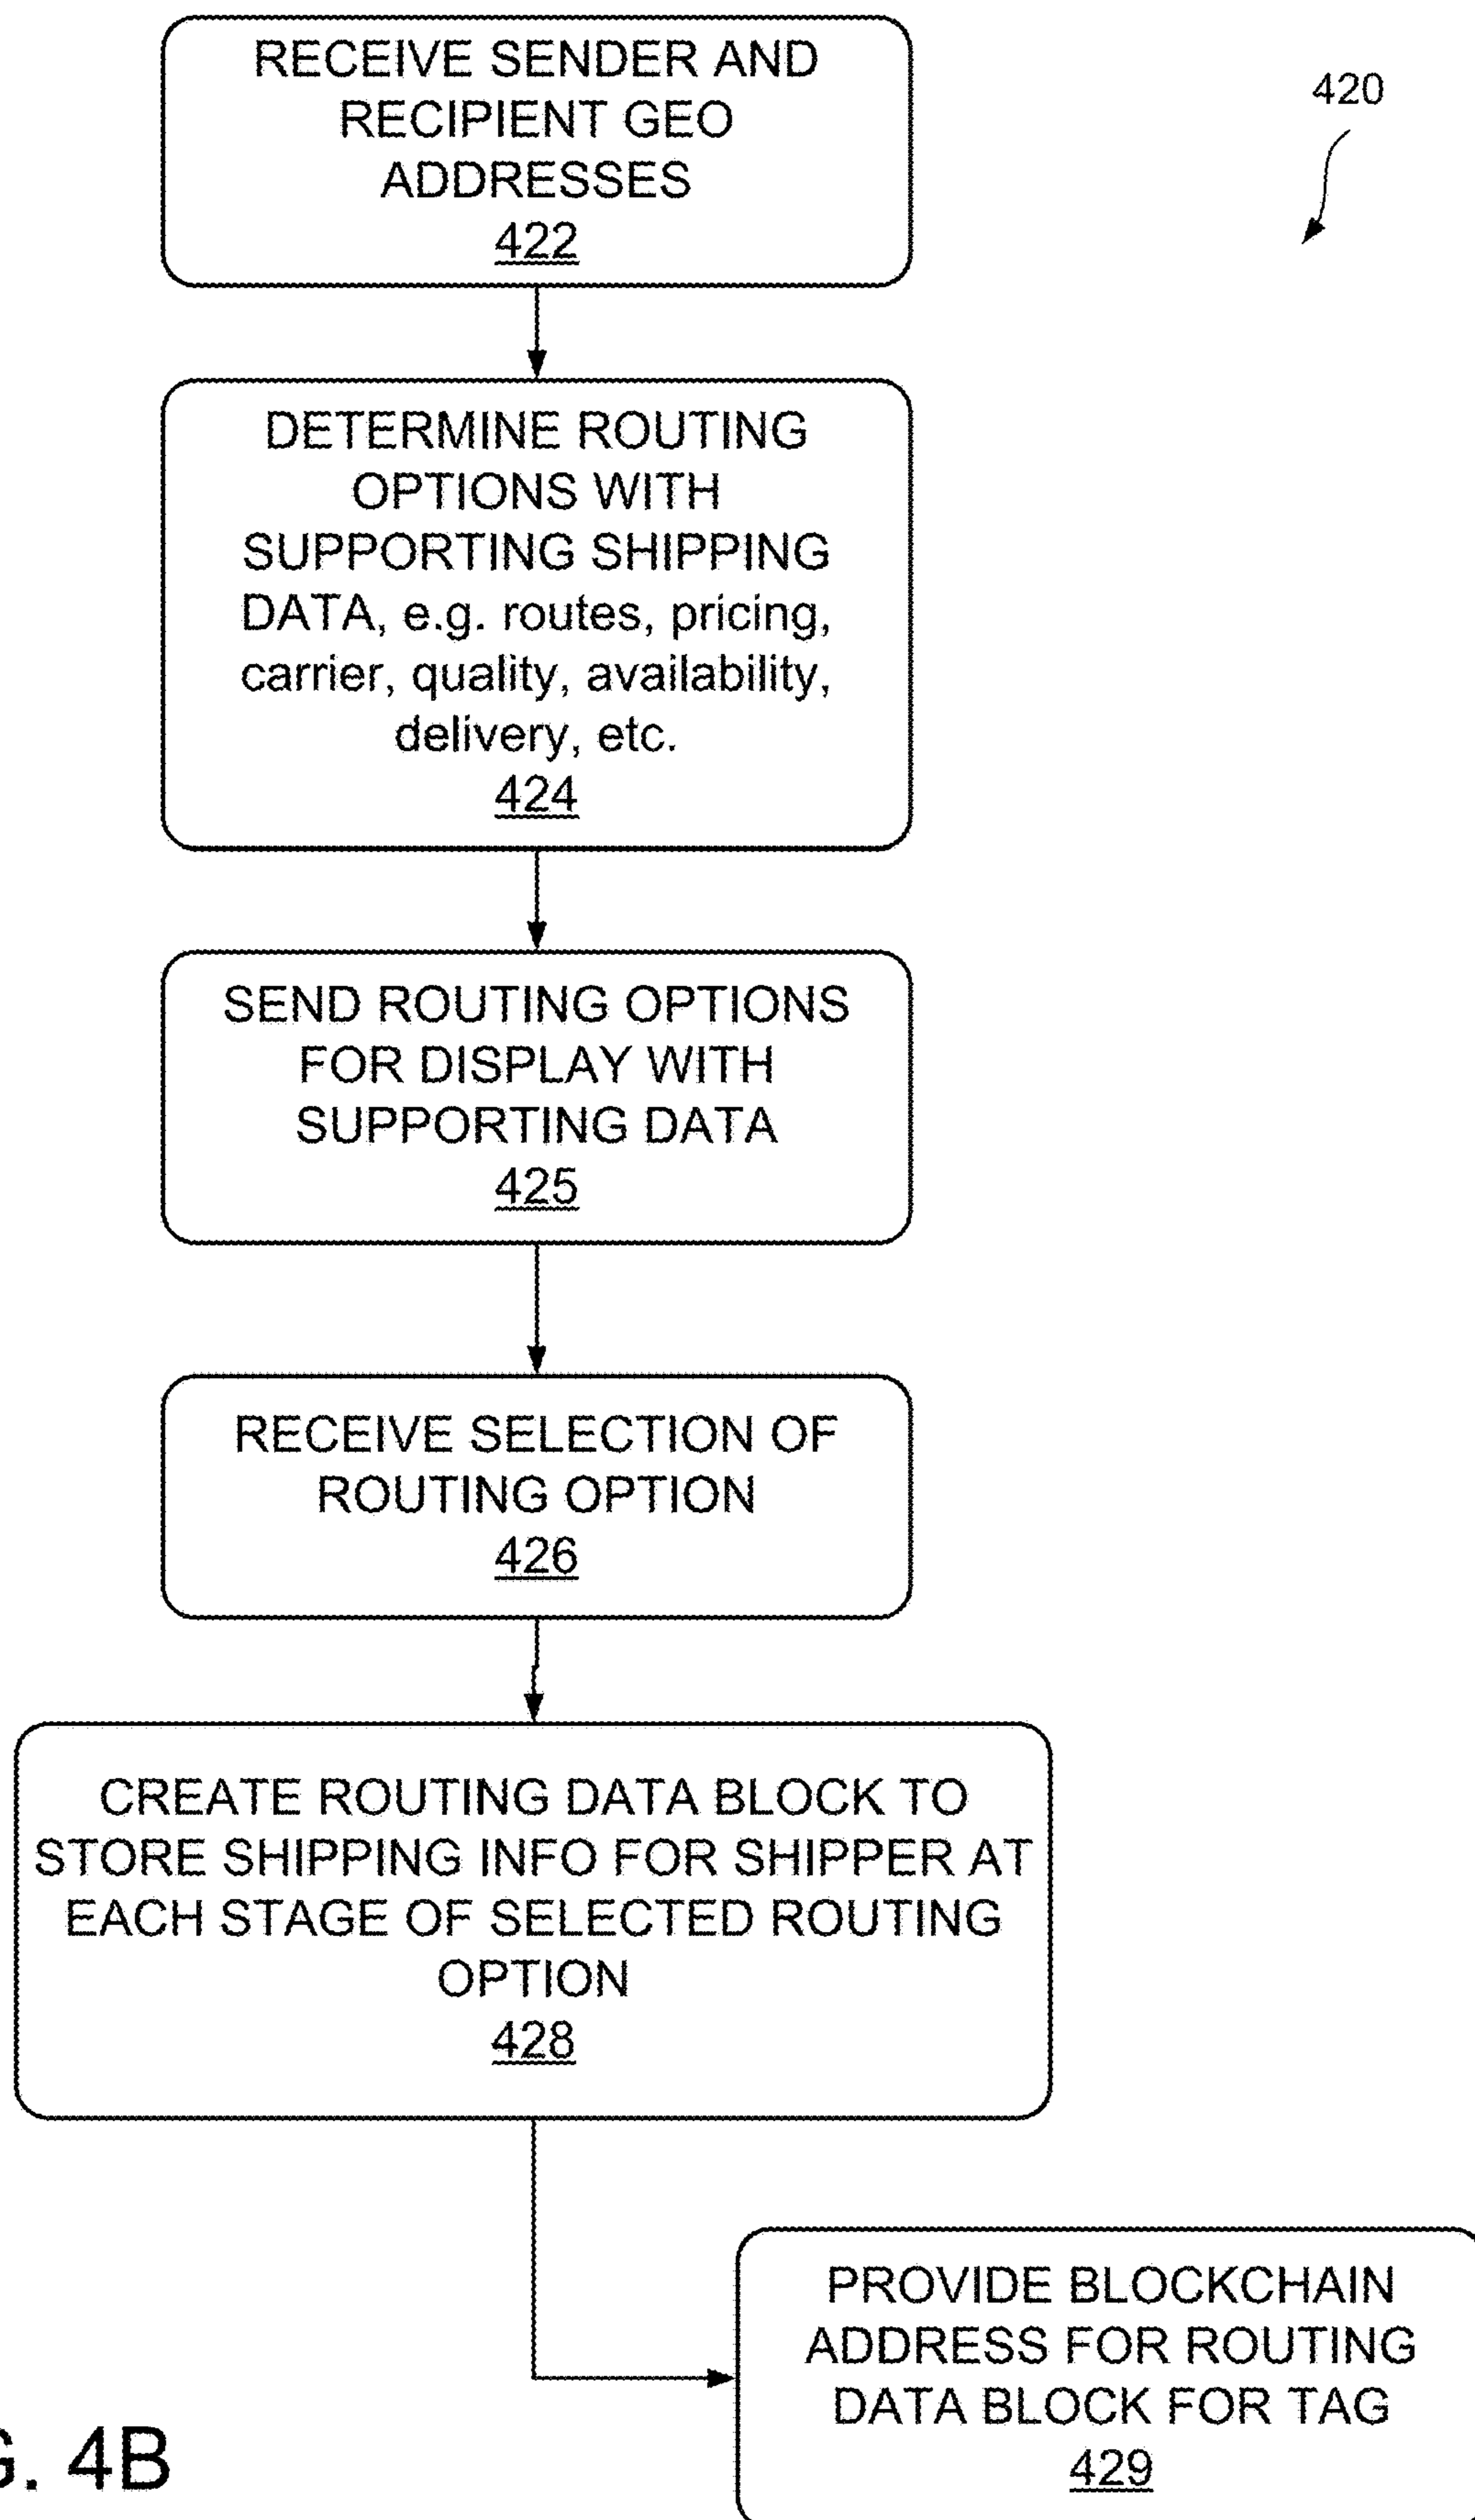 RECEIVE SENDER AND
RECIPIENT GEO
ADDRESSES
422
420
DETERMINE ROUTING
OPTIONS WITH
SUPPORTING SHIPPING
DATA, e.g. routes, pricing,
carrier, quality, availability,
delivery, etc.
424
SEND ROUTING OPTIONS
FOR DISPLAY WITH
SUPPORTING DATA
425
RECEIVE SELECTION OF
ROUTING OPTION
426
CREATE ROUTING DATA BLOCK TO
STORE SHIPPING INFO FOR SHIPPER AT
EACH STAGE OF SELECTED ROUTING
OPTION
428
PROVIDE BLOCKCHAIN
ADDRESS FOR ROUTING
DATA BLOCK FOR TAG
429
G. 4B